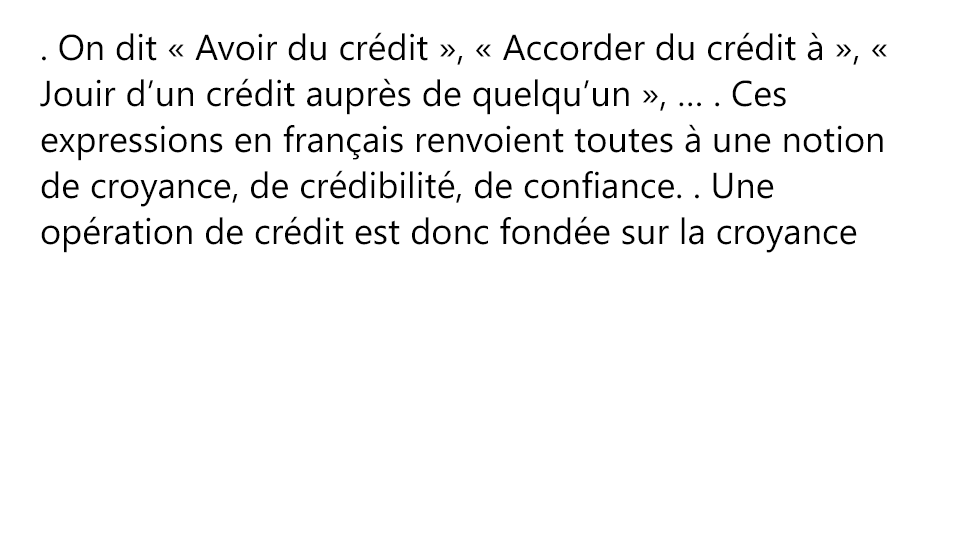 . On dit « Avoir du crédit », « Accorder du crédit à », «
Jouir d’un crédit auprès de quelqu’un », ... . Ces
expressions en français renvoient toutes à une notion
de croyance, de crédibilité, de confiance. . Une
opération de crédit est donc fondée sur la croyance